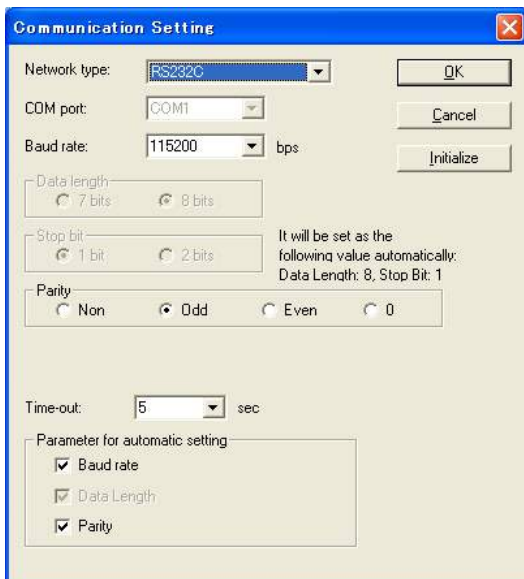 Communication Setting
Network type: RS232C OK
COM port: COM1 Cancel
Baud rate: 115200 bps Initialize
Data length
7 bits 8 bits
Stop bit
1 bit 2 bits
It will be set as the
following value automatically:
Data Length: 8, Stop Bit: 1
Parity
Non Odd Even 0
Time-out: 5 sec
Parameter for automatic setting
Baud rate
Data Length
Parity